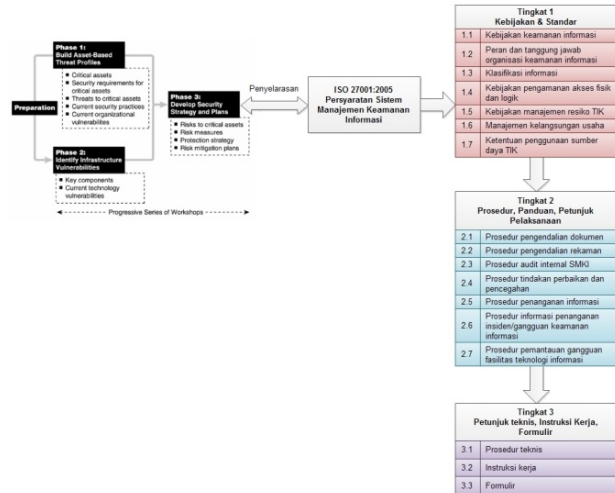 Preparation
Phase 1:
Build Asset-Based
Threat Profiles
Critical assets
Security requirements for
critical assets
Threats to critical assets
Current security practices
Current organizational
vulnerabilities
Phase 2:
Identify Infrastructure
Vulnerabilities
Key components
Current technology
vulnerabilities
Phase 3:
Develop Security
Strategy and Plans
Risks to critical assets
Risk measures
Protection strategy
Risk mitigation plans
Progressive Series of Workshops
Penyelarasan
ISO 27001:2005
Persyaratan Sistem
Manajemen Keamanan
Informasi
Tingkat 1
Kebijakan & Standar
1.1 Kebijakan keamanan informasi
1.2 Peran dan tanggung jawab
organisasi keamanan informasi
1.3 Klasifikasi informasi
1.4 Kebijakan pengamanan akses fisik
dan logik
1.5 Kebijakan manajemen resiko TIK
1.6 Manajemen kelangsungan usaha
1.7 Ketentuan penggunaan sumber
daya TIK
Tingkat 2
Prosedur, Panduan, Petunjuk
Pelaksanaan
2.1 Prosedur pengendalian dokumen
2.2 Prosedur pengendalian rekaman
2.3 Prosedur audit internal SMKI
2.4 Prosedur tindakan perbaikan dan
pencegahan
2.5 Prosedur penanganan informasi
2.6 Prosedur informasi penanganan
insiden/gangguan keamanan
informasi
2.7 Prosedur pemantauan gangguan
fasilitas teknologi informasi
Tingkat 3
Petunjuk teknis, Instruksi Kerja,
Formulir
3.1 Prosedur teknis
3.2 Instruksi kerja
3.3 Formulir